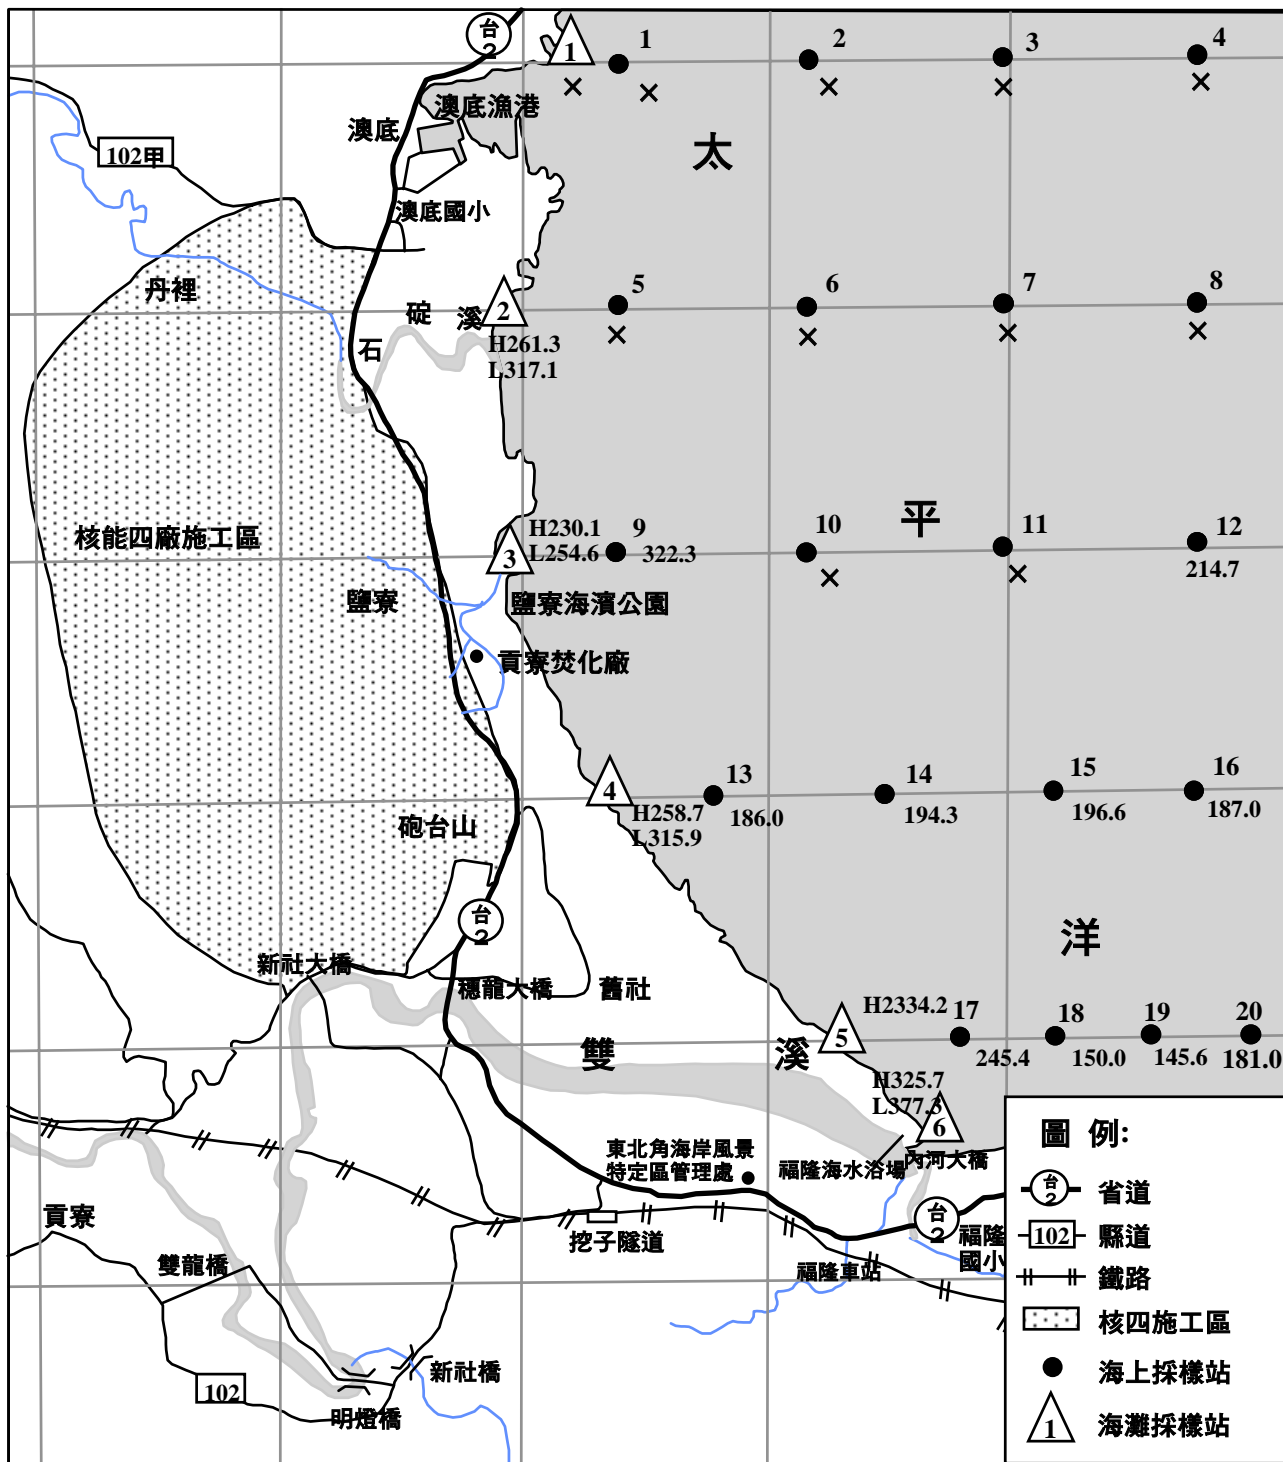 台2
1
1
2
3
4
×
×
×
×
×
澳底漁港
澳底
太
102甲
澳底國小
丹裡
碇
溪
石
2
5
6
7
8
H261.3
L317.1
×
×
×
×
平
核能四廠施工區
H230.1
L254.6
3
9
322.3
10
11
12
214.7
×
×
鹽寮
鹽寮海濱公園
貢寮焚化廠
4
13
14
15
16
H258.7
L315.9
186.0
194.3
196.6
187.0
砲台山
台2
洋
新社大橋
穗龍大橋
舊社
雙
溪
H2334.2
5
17
18
19
20
245.4
150.0
145.6
181.0
H325.7
L377.3
6
東北角海岸風景
特定區管理處
福隆海水浴場
內河大橋
台2
福隆
國小
貢寮
雙龍橋
挖子隧道
福隆車站
新社橋
102
明燈橋
圖 例:
台2
省道
102
縣道
鐵路
核四施工區
海上採樣站
1
海灘採樣站